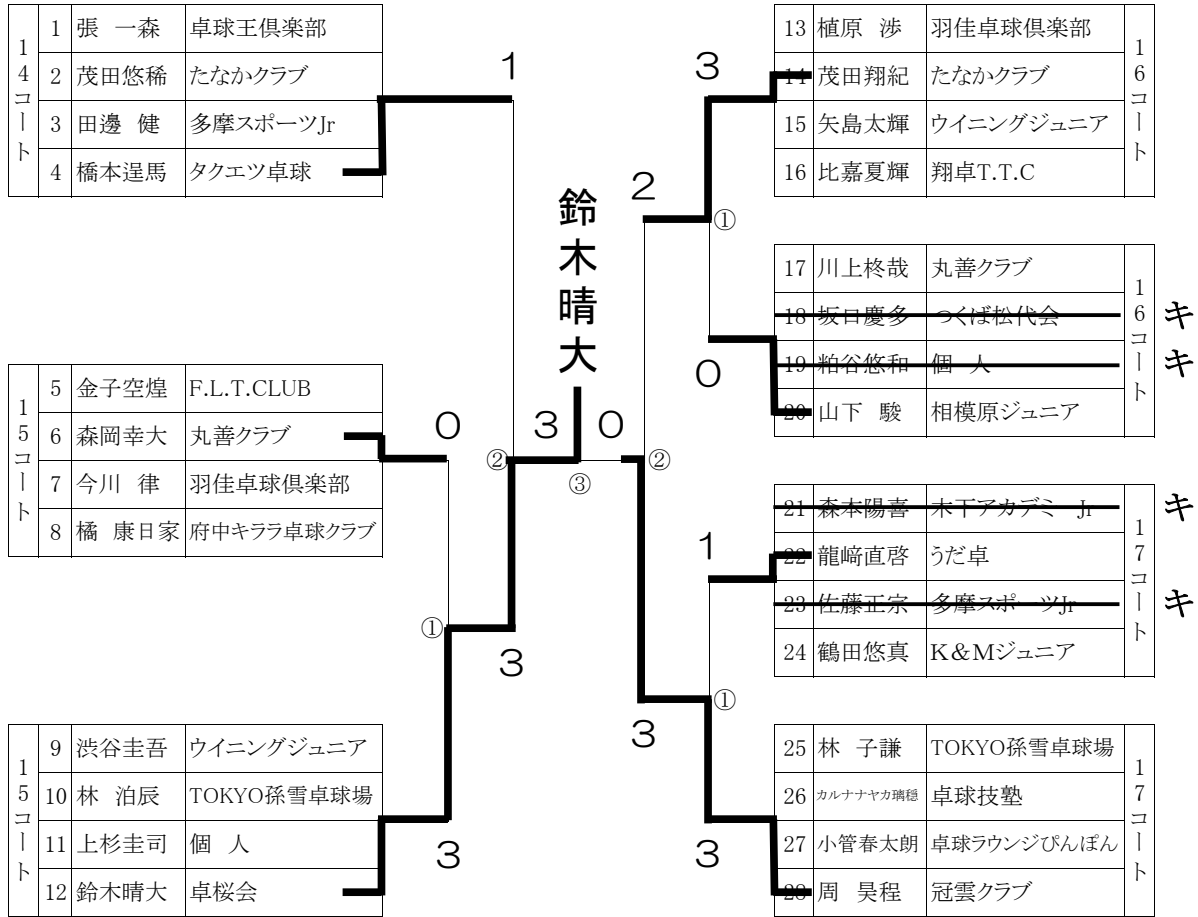 14コート
1 張 一森 卓球王倶楽部
2 茂田悠稀 たなかクラブ
3 田邊 健 多摩スポーツJr
4 橋本逞馬 タクエツ卓球
15コート
5 金子空煌 F.L.T.CLUB
6 森岡幸大 丸善クラブ
7 今川 律 羽佳卓球倶楽部
8 橘 康日家 府中キララ卓球クラブ
15コート
9 渋谷圭吾 ウイニングジュニア
10 林 泊辰 TOKYO孫雪卓球場
11 上杉圭司 個 人
12 鈴木晴大 卓桜会
1
0
②
①
3
3
鈴木晴大
3 0
③
3
2
①
0
②
1
①
3
3
16コート
13 植原 渉 羽佳卓球倶楽部
14 茂田翔紀 たなかクラブ
15 矢島太輝 ウイニングジュニア
16 比嘉夏輝 翔卓T.T.C
16コート
17 川上柊哉 丸善クラブ
18 坂口慶多 つくば松代会 キ
19 粕谷悠和 個 人 キ
20 山下 駿 相模原ジュニア
17コート
21 森本陽喜 木下アカデミーJr キ
22 龍﨑直啓 うだ卓
23 佐藤正宗 多摩スポーツJr キ
24 鶴田悠真 K&Mジュニア
17コート
25 林 子謙 TOKYO孫雪卓球場
26 カルナナヤカ瑀穏 卓球技塾
27 小管春太朗 卓球ラウンジぴんぽん
28 周 昊程 冠雲クラブ